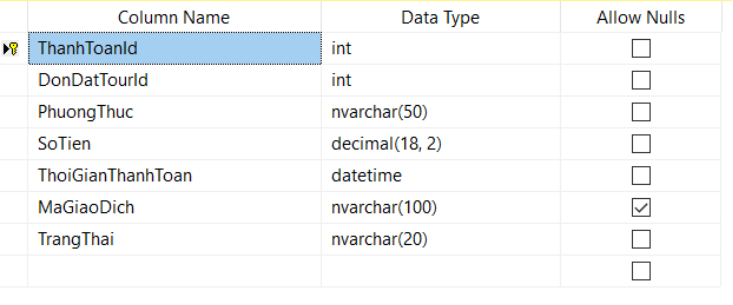 Column Name Data Type Allow Nulls
ThanhToanId int
DonDatTourId int
PhuongThuc nvarchar(50)
SoTien decimal(18, 2)
ThoiGianThanhToan datetime
MaGiaoDich nvarchar(100)
TrangThai nvarchar(20)